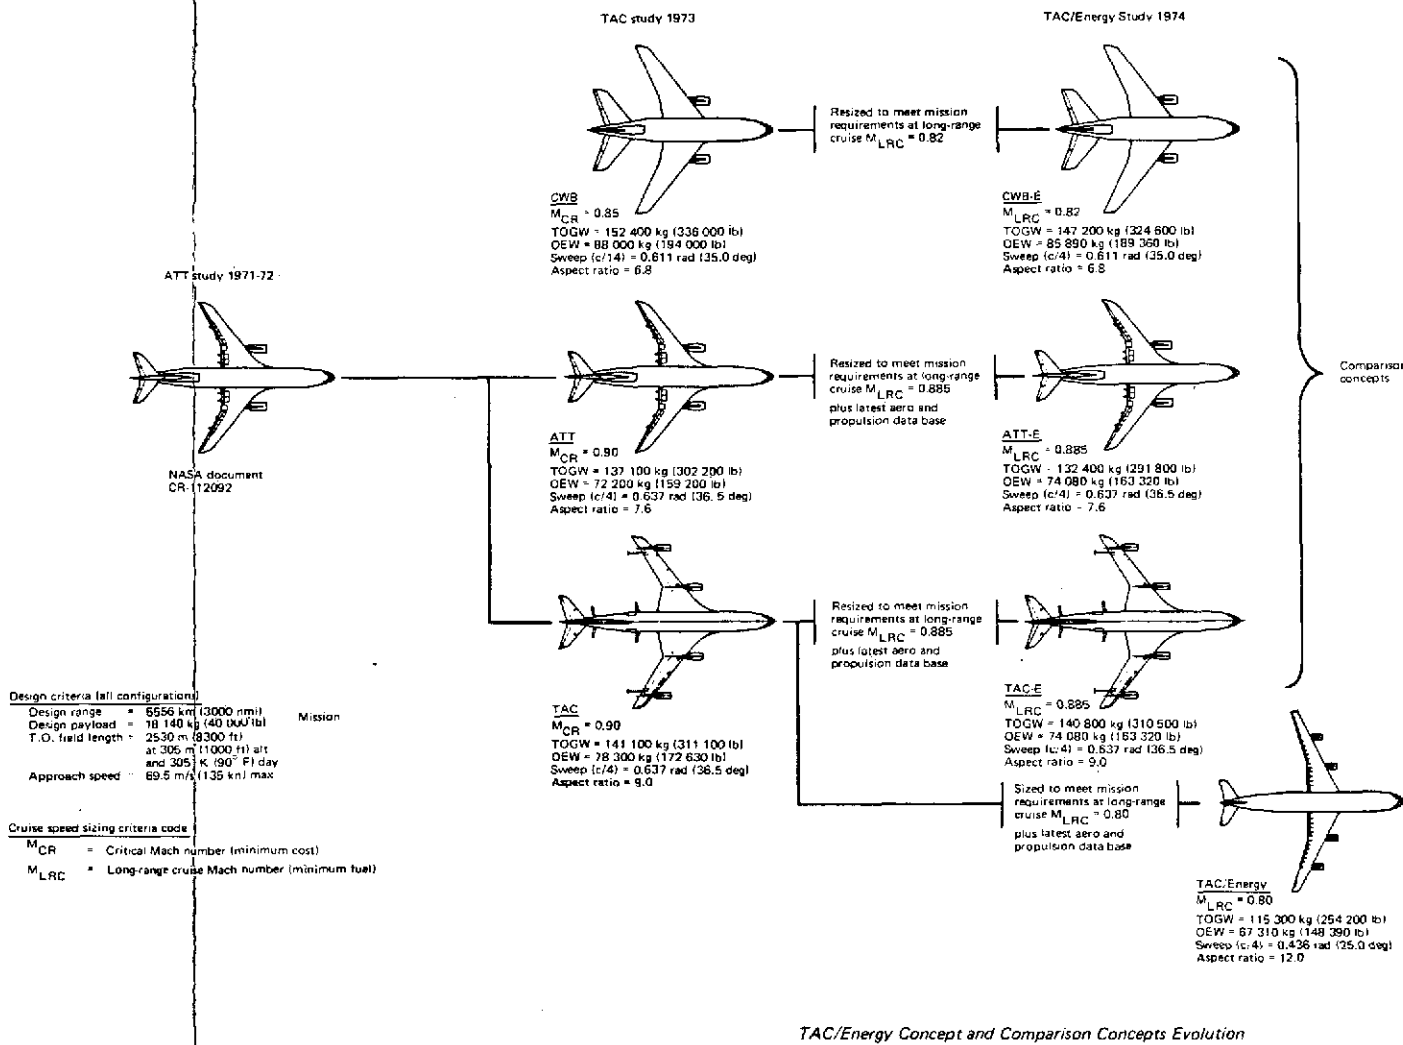 TAC study 1973
TAC/Energy Study 1974
Resized to meet mission
requirements at long-range
cruise M LRC = 0.82
CWB
M CR = 0.85
TOGW = 152 400 kg (336 000 lb)
OEW = 88 000 kg (194 000 lb)
Sweep (c/14) = 0.611 rad (35.0 deg)
Aspect ratio = 6.8
CWB-E
M LRC = 0.82
TOGW = 147 200 kg (324 600 lb)
OEW = 85 890 kg (189 360 lb)
Sweep (c/4) = 0.611 rad (35.0 deg)
Aspect ratio = 6.8
ATT study 1971-72
NASA document
CR-112092
Resized to meet mission
requirements at long-range
cruise M LRC = 0.885
plus latest aero and
propulsion data base
Comparison
concepts
ATT
M CR = 0.90
TOGW = 137 100 kg (302 200 lb)
OEW = 72 200 kg (159 200 lb)
Sweep (c/4) = 0.637 rad (36.5 deg)
Aspect ratio = 7.6
ATT-E
M LRC = 0.885
TOGW - 132 400 kg (291 800 lb)
OEW = 74 080 kg (163 320 lb)
Sweep (c/4) = 0.637 rad (36.5 deg)
Aspect ratio - 7.6
Resized to meet mission
requirements at long-range
cruise M LRC = 0.885
plus latest aero and
propulsion data base
TAC
M CR = 0.90
TOGW = 141 100 kg (311 100 lb)
OEW = 78 300 kg (172 630 lb)
Sweep (c/4) = 0.637 rad (36.5 deg)
Aspect ratio = 9.0
TAC-E
M LRC = 0.885
TOGW = 140 800 kg (310 500 lb)
OEW = 74 080 kg (163 320 lb)
Sweep (c/4) = 0.637 rad (36.5 deg)
Aspect ratio = 9.0
Design criteria (all configurations)
Design range = 5556 km (3000 nmi)
Design payload = 18 140 kg (40 000 lb)
T.O. field length = 2530 m (8300 ft)
at 305 m (1000 ft) alt
and 305 K (90° F) day
Approach speed = 69.5 m/s (135 kn) max
Mission
Cruise speed sizing criteria code
M CR = Critical Mach number (minimum cost)
M LRC = Long-range cruise Mach number (minimum fuel)
Sized to meet mission
requirements at long-range
cruise M LRC = 0.80
plus latest aero and
propulsion data base
TAC/Energy
M LRC = 0.80
TOGW = 115 300 kg (254 200 lb)
OEW = 67 310 kg (148 390 lb)
Sweep (c/4) = 0.436 rad (25.0 deg)
Aspect ratio = 12.0
TAC/Energy Concept and Comparison Concepts Evolution